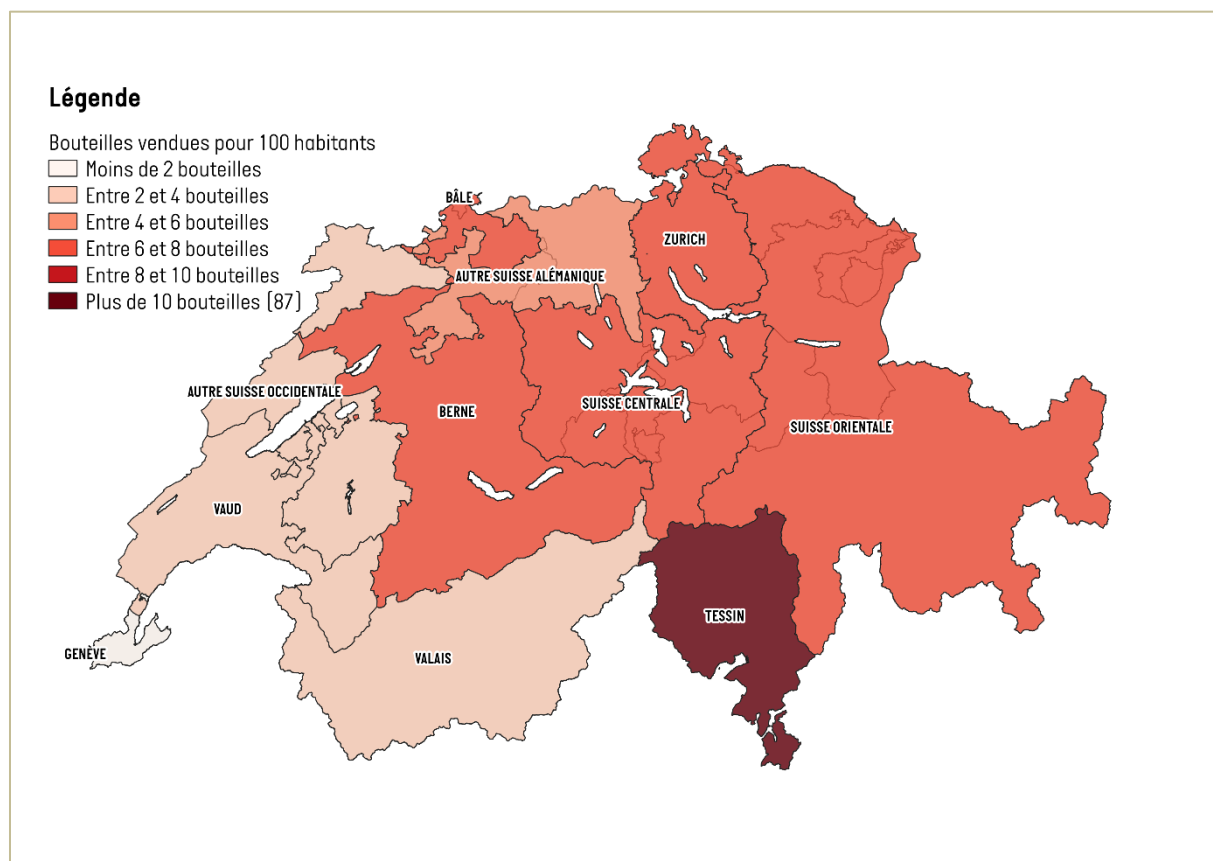 Légende
Bouteilles vendues pour 100 habitants
Moins de 2 bouteilles
Entre 2 et 4 bouteilles
Entre 4 et 6 bouteilles
Entre 6 et 8 bouteilles
Entre 8 et 10 bouteilles
Plus de 10 bouteilles (87)
BÂLE
ZURICH
AUTRE SUISSE ALÉMANIQUE
AUTRE SUISSE OCCIDENTALE
BERNE
SUISSE CENTRALE
SUISSE ORIENTALE
VAUD
TESSIN
GENÈVE
VALAIS